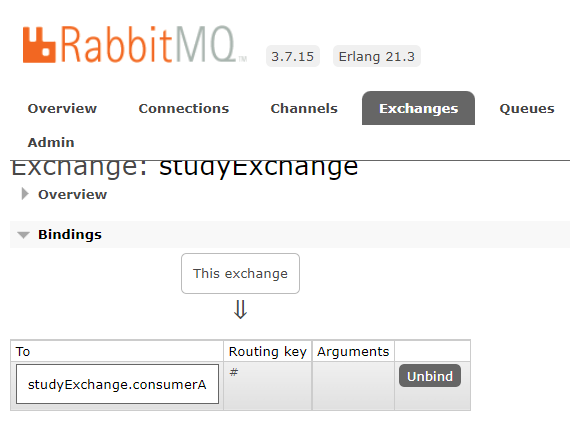 RabbitMQ™ 3.7.15 Erlang 21.3
Overview Connections Channels Exchanges Queues
Admin
Exchange: studyExchange
Overview
Bindings
This exchange
⇓
To Routing key Arguments
studyExchange.consumerA # Unbind